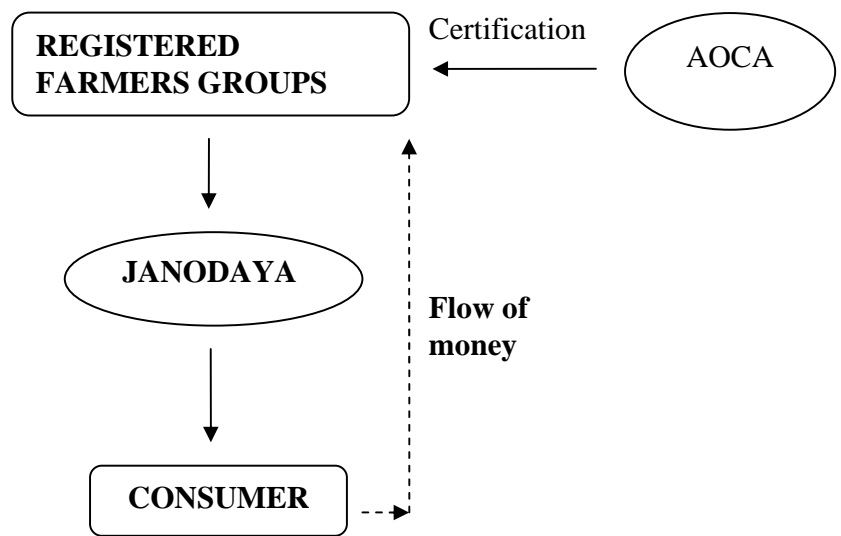 REGISTERED
FARMERS GROUPS
Certification
AOCA
JANODAYA
Flow of
money
CONSUMER